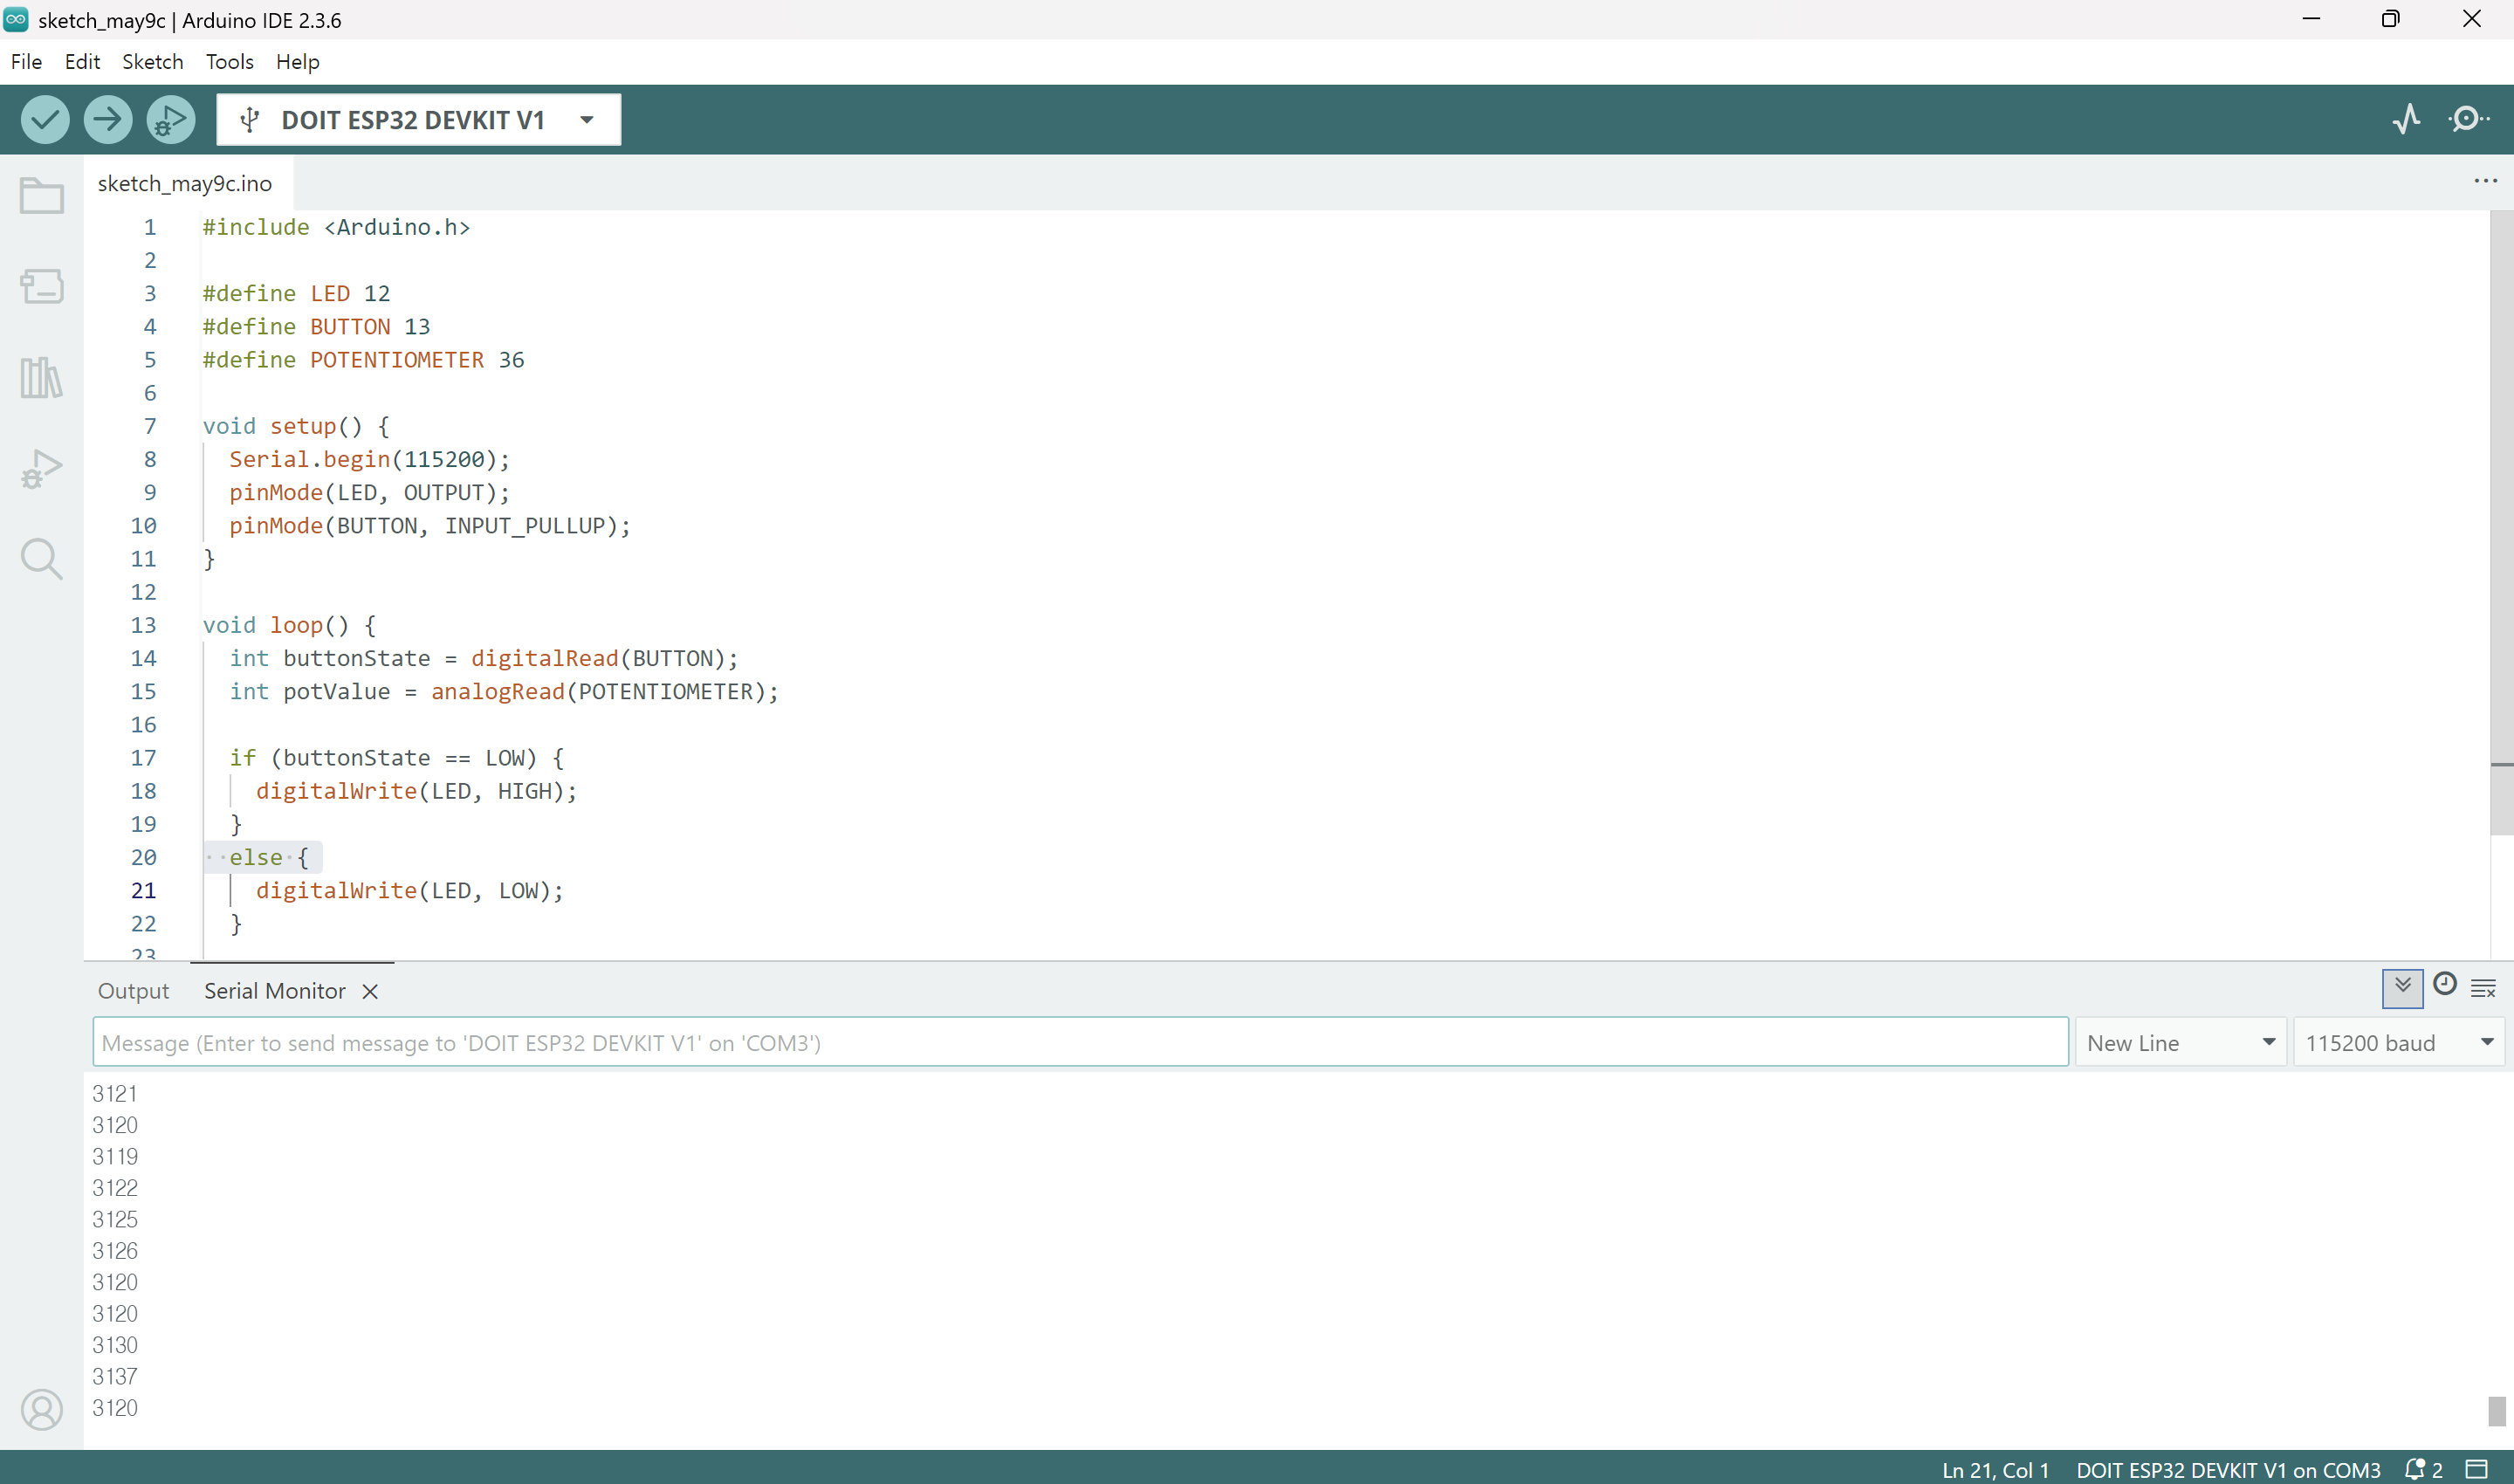 sketch_may9c | Arduino IDE 2.3.6
File Edit Sketch Tools Help
DOIT ESP32 DEVKIT V1
sketch_may9c.ino
1 #include <Arduino.h>
2
3 #define LED 12
4 #define BUTTON 13
5 #define POTENTIOMETER 36
6
7 void setup() {
8 Serial.begin(115200);
9 pinMode(LED, OUTPUT);
10 pinMode(BUTTON, INPUT_PULLUP);
11 }
12
13 void loop() {
14 int buttonState = digitalRead(BUTTON);
15 int potValue = analogRead(POTENTIOMETER);
16
17 if (buttonState == LOW) {
18 digitalWrite(LED, HIGH);
19 }
20 else {
21 digitalWrite(LED, LOW);
22 }
23
Output Serial Monitor
Message (Enter to send message to 'DOIT ESP32 DEVKIT V1' on 'COM3') New Line 115200 baud
3121
3120
3119
3122
3125
3126
3120
3120
3130
3137
3120
Ln 21, Col 1 DOIT ESP32 DEVKIT V1 on COM3 2